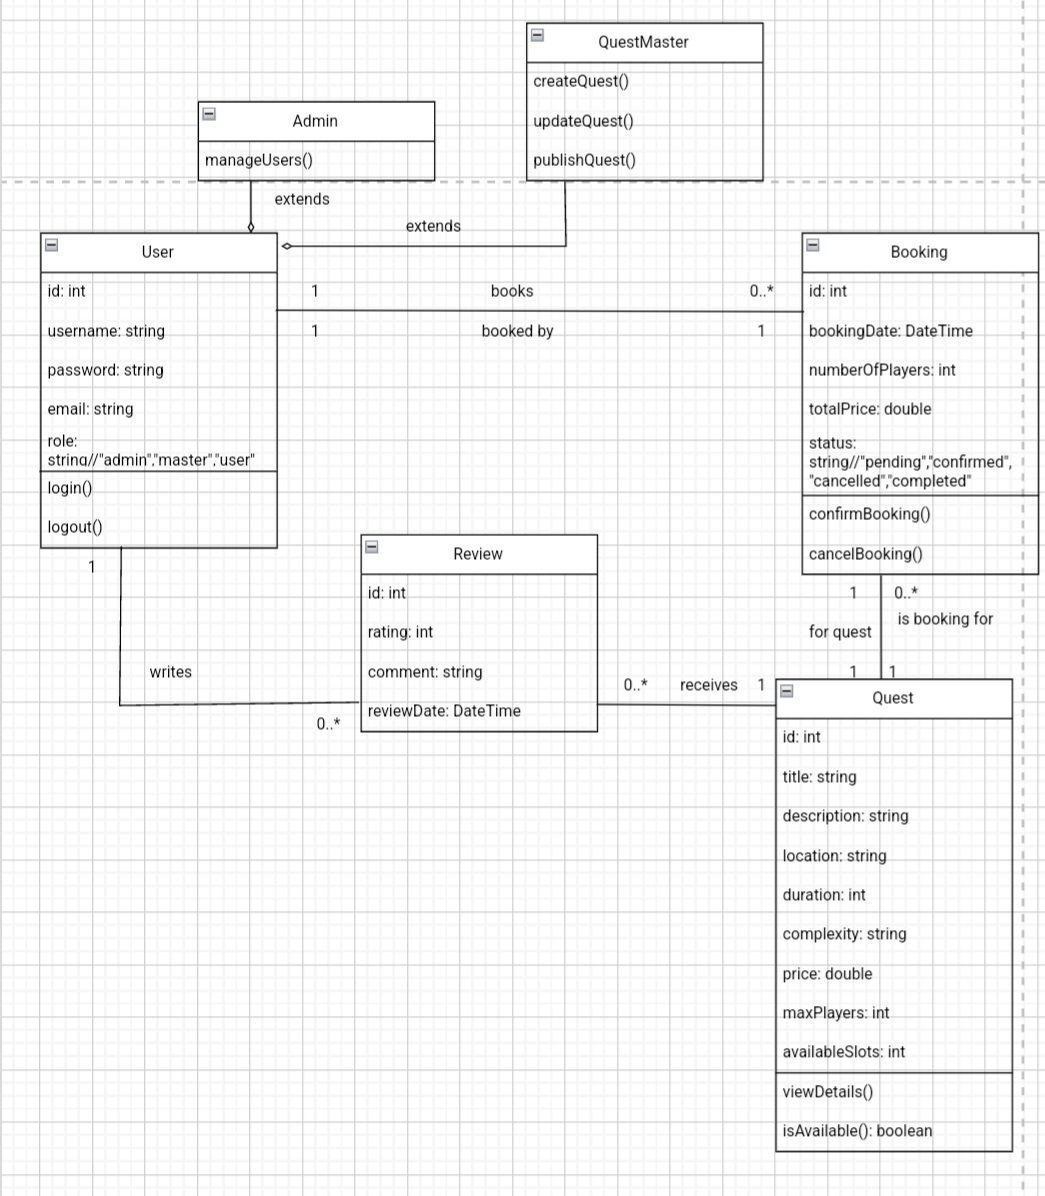 QuestMaster
createQuest()
updateQuest()
publishQuest()
Admin
manageUsers()
extends
extends
User
id: int
username: string
password: string
email: string
role:
string//"admin","master","user"
login()
logout()
1 books 0..*
1 booked by 1
Booking
id: int
bookingDate: DateTime
numberOfPlayers: int
totalPrice: double
status:
string//"pending","confirmed",
"cancelled","completed"
confirmBooking()
cancelBooking()
1
writes
0..*
Review
id: int
rating: int
comment: string
reviewDate: DateTime
0..* receives 1
1 0..*
is booking for
for quest
1 1
Quest
id: int
title: string
description: string
location: string
duration: int
complexity: string
price: double
maxPlayers: int
availableSlots: int
viewDetails()
isAvailable(): boolean